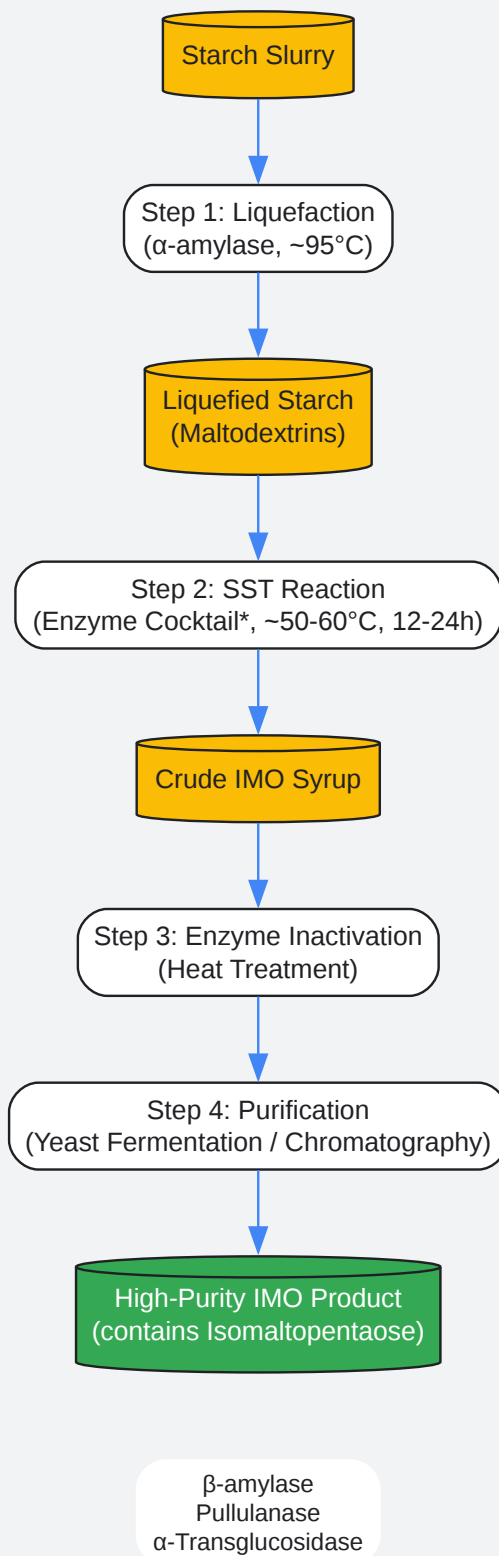 Starch Slurry
Step 1: Liquefaction
(α-amylase, ~95°C)
Liquefied Starch
(Maltodextrins)
Step 2: SST Reaction
(Enzyme Cocktail*, ~50-60°C, 12-24h)
Crude IMO Syrup
Step 3: Enzyme Inactivation
(Heat Treatment)
Step 4: Purification
(Yeast Fermentation / Chromatography)
High-Purity IMO Product
(contains Isomaltopentaose)
β-amylase
Pullulanase
α-Transglucosidase